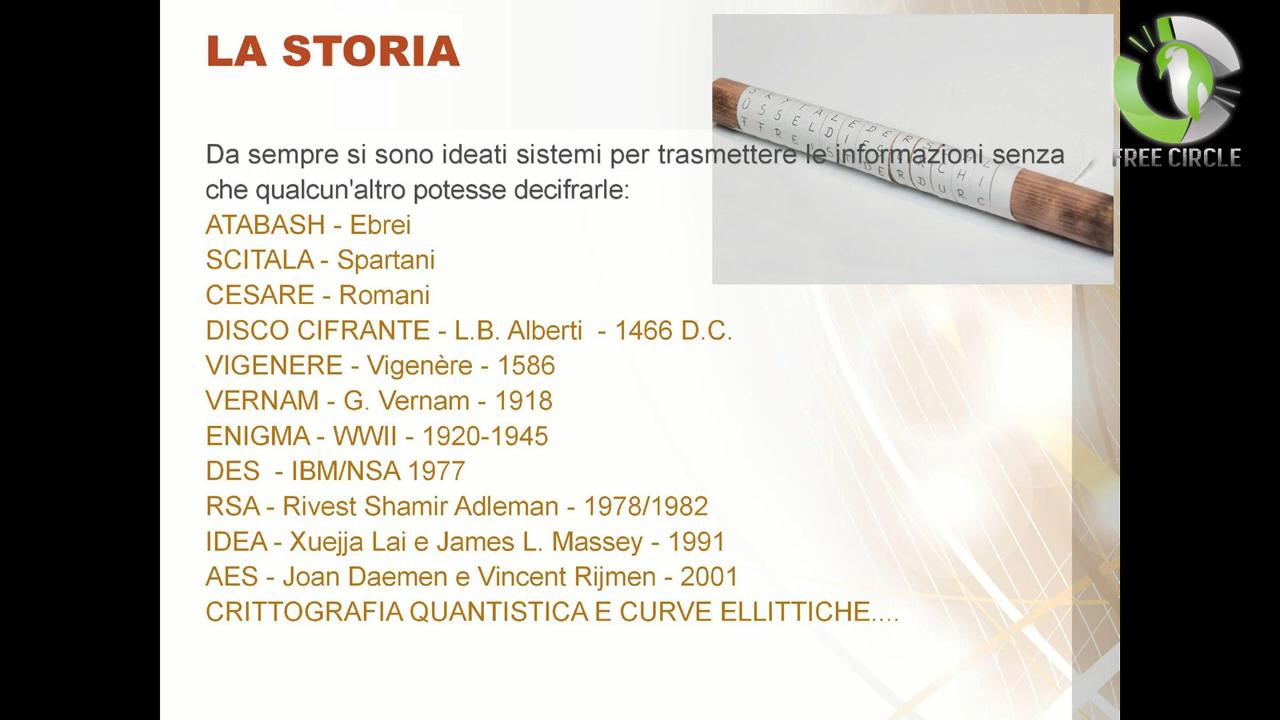 LA STORIA
Da sempre si sono ideati sistemi per trasmettere le informazioni senza
che qualcun'altro potesse decifrarle:
ATABASH - Ebrei
SCITALA - Spartani
CESARE - Romani
DISCO CIFRANTE - L.B. Alberti - 1466 D.C.
VIGENERE - Vigenère - 1586
VERNAM - G. Vernam - 1918
ENIGMA - WWII - 1920-1945
DES - IBM/NSA 1977
RSA - Rivest Shamir Adleman - 1978/1982
IDEA - Xuejja Lai e James L. Massey - 1991
AES - Joan Daemen e Vincent Rijmen - 2001
CRITTOGRAFIA QUANTISTICA E CURVE ELLITTICHE....
FREE CIRCLE